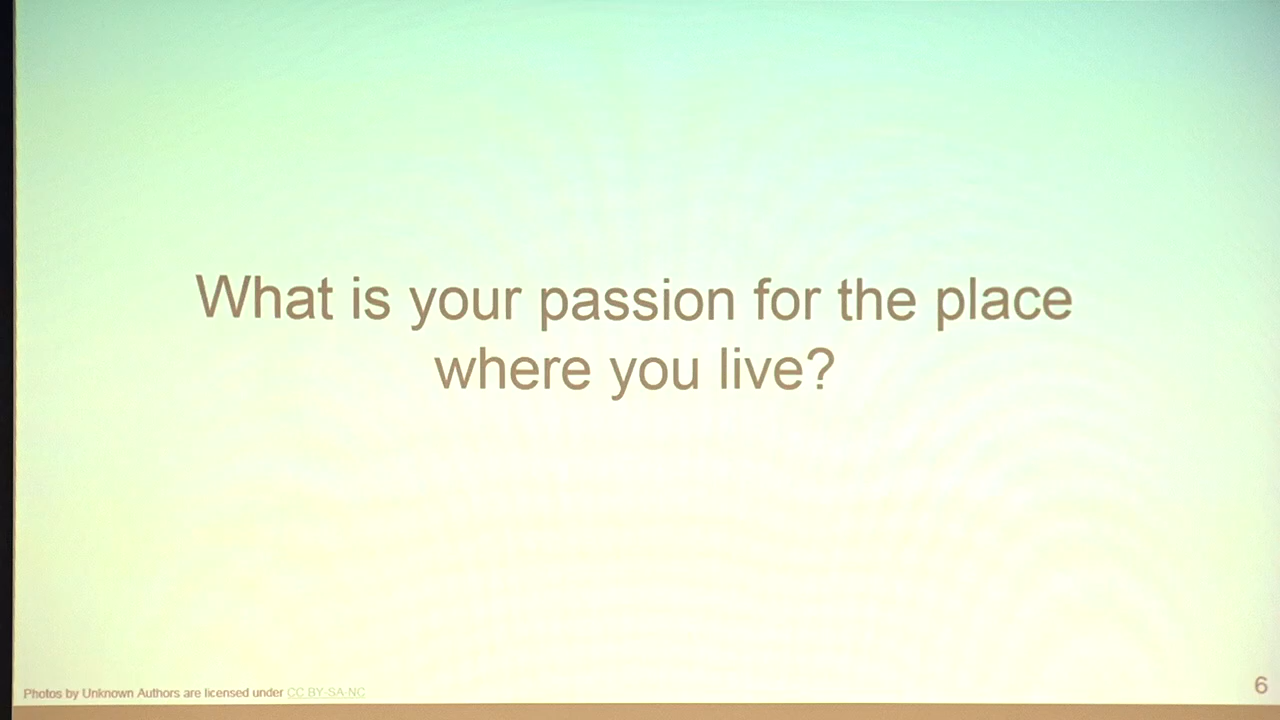 What is your passion for the place
where you live?
Photos by Unknown Authors are licensed under CC BY-SA-NC
6